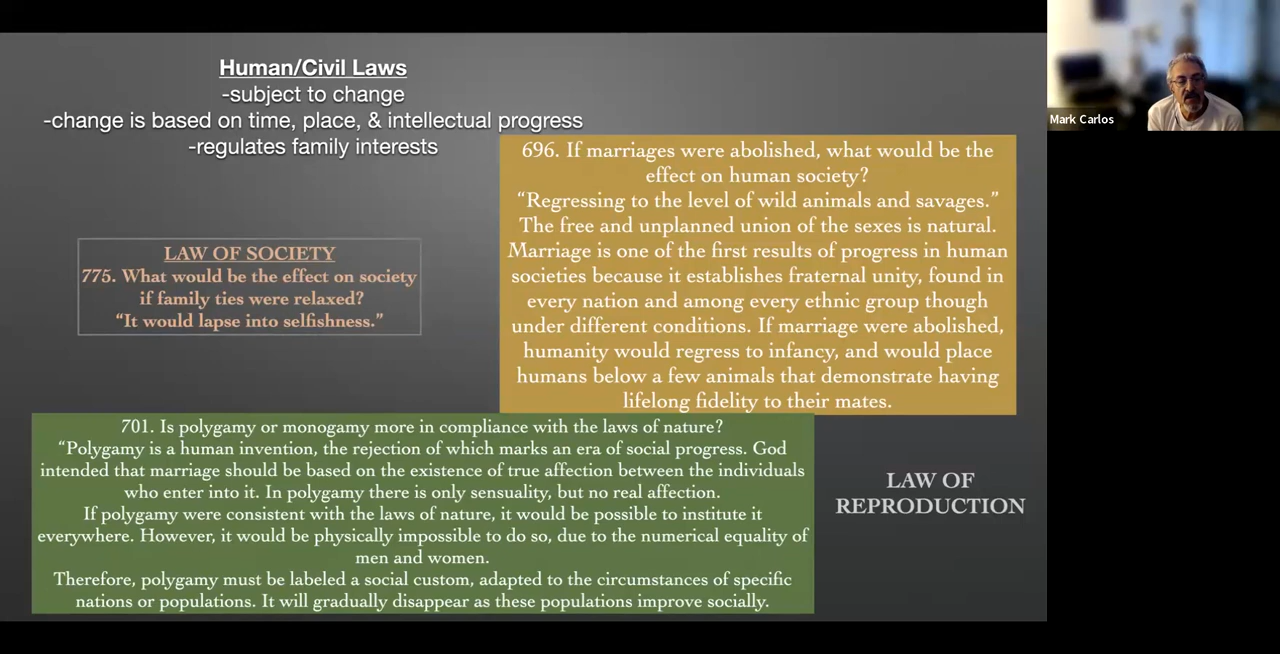 Human/Civil Laws
-subject to change
-change is based on time, place, & intellectual progress
-regulates family interests
Mark Carlos
696. If marriages were abolished, what would be the
effect on human society?
“Regressing to the level of wild animals and savages.”
The free and unplanned union of the sexes is natural.
Marriage is one of the first results of progress in human
societies because it establishes fraternal unity, found in
every nation and among every ethnic group though
under different conditions. If marriage were abolished,
humanity would regress to infancy, and would place
humans below a few animals that demonstrate having
lifelong fidelity to their mates.
LAW OF SOCIETY
775. What would be the effect on society
if family ties were relaxed?
“It would lapse into selfishness.”
701. Is polygamy or monogamy more in compliance with the laws of nature?
“Polygamy is a human invention, the rejection of which marks an era of social progress. God
intended that marriage should be based on the existence of true affection between the individuals
who enter into it. In polygamy there is only sensuality, but no real affection.
If polygamy were consistent with the laws of nature, it would be possible to institute it
everywhere. However, it would be physically impossible to do so, due to the numerical equality of
men and women.
Therefore, polygamy must be labeled a social custom, adapted to the circumstances of specific
nations or populations. It will gradually disappear as these populations improve socially.
LAW OF
REPRODUCTION